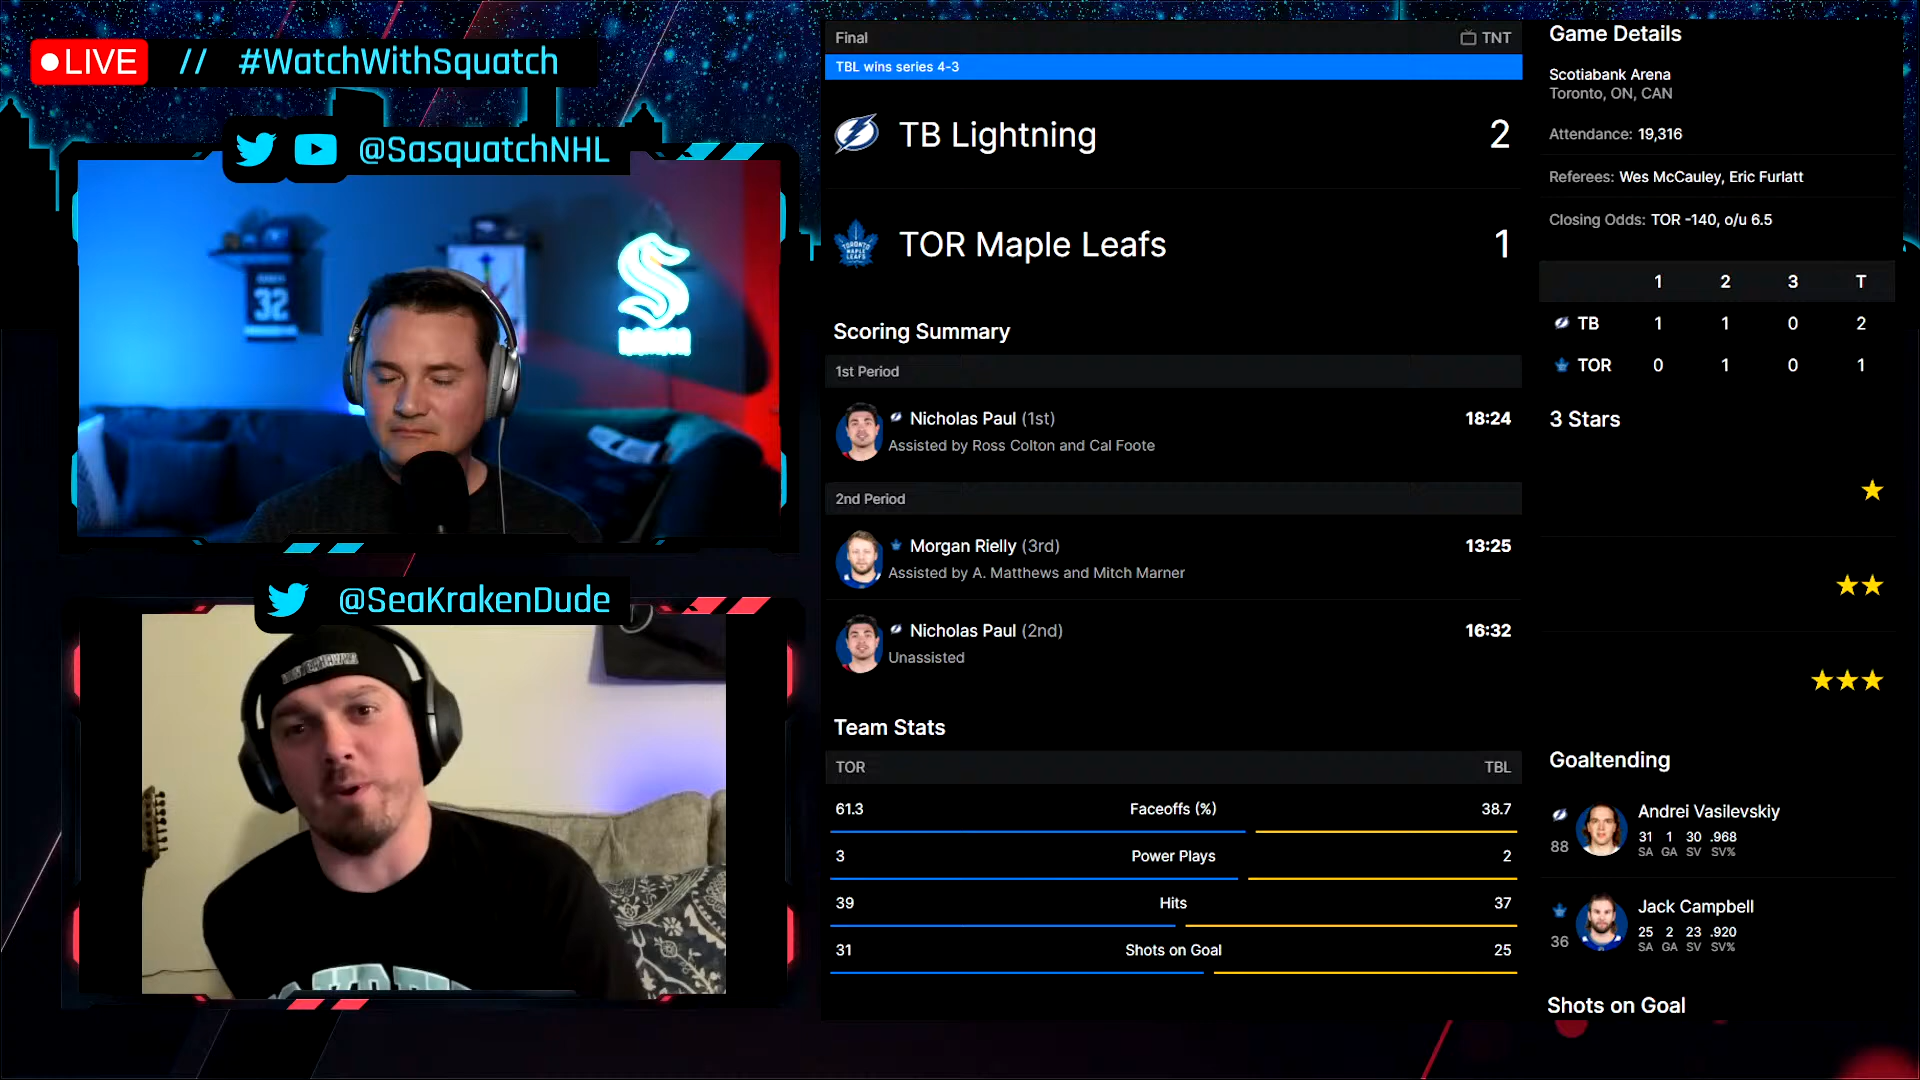 LIVE // #WatchWithSquatch
@SasquatchNHL
32
@SeaKrakenDude
Final
TNT
TBL wins series 4-3
TB Lightning 2
TORONTO MAPLE LEAFS
TOR Maple Leafs 1
Scoring Summary
1st Period
Nicholas Paul (1st) 18:24
Assisted by Ross Colton and Cal Foote
2nd Period
Morgan Rielly (3rd) 13:25
Assisted by A. Matthews and Mitch Marner
Nicholas Paul (2nd) 16:32
Unassisted
Team Stats
TOR TBL
61.3 Faceoffs (%) 38.7
3 Power Plays 2
39 Hits 37
31 Shots on Goal 25
Game Details
Scotiabank Arena
Toronto, ON, CAN
Attendance: 19,316
Referees: Wes McCauley, Eric Furlatt
Closing Odds: TOR -140, o/u 6.5
1 2 3 T
TB 1 1 0 2
TOR 0 1 0 1
3 Stars
Goaltending
Andrei Vasilevskiy
88 31 1 30 .968
SA GA SV SV%
Jack Campbell
36 25 2 23 .920
SA GA SV SV%
Shots on Goal